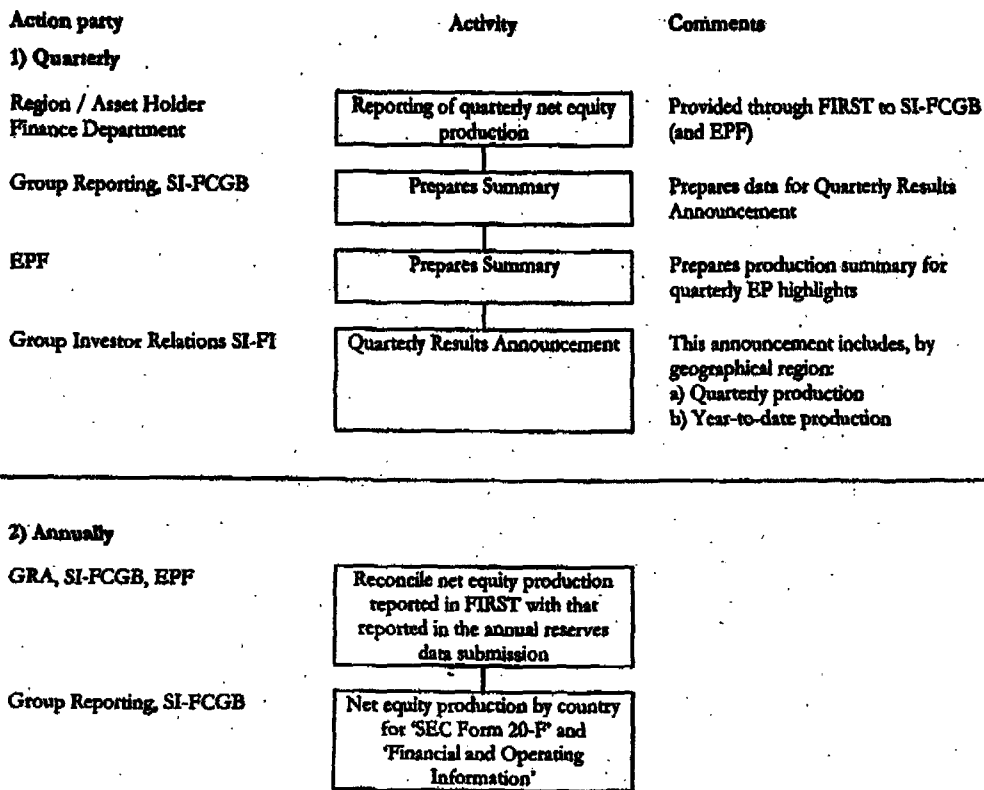 Action party Activity Comments
1) Quarterly
Region / Asset Holder
Finance Department
Reporting of quarterly net equity
production
Provided through FIRST to SI-FCGB
(and EPF)
Group Reporting, SI-FCGB
Prepares Summary
Prepares data for Quarterly Results
Announcement
EPF
Prepares Summary
Prepares production summary for
quarterly EP highlights
Group Investor Relations SI-FI
Quarterly Results Announcement
This announcement includes, by
geographical region:
a) Quarterly production
b) Year-to-date production
2) Annually
GRA, SI-FCGB, EPF
Reconcile net equity production
reported in FIRST with that
reported in the annual reserves
data submission
Group Reporting, SI-FCGB
Net equity production by country
for 'SEC Form 20-F' and
'Financial and Operating
Information'